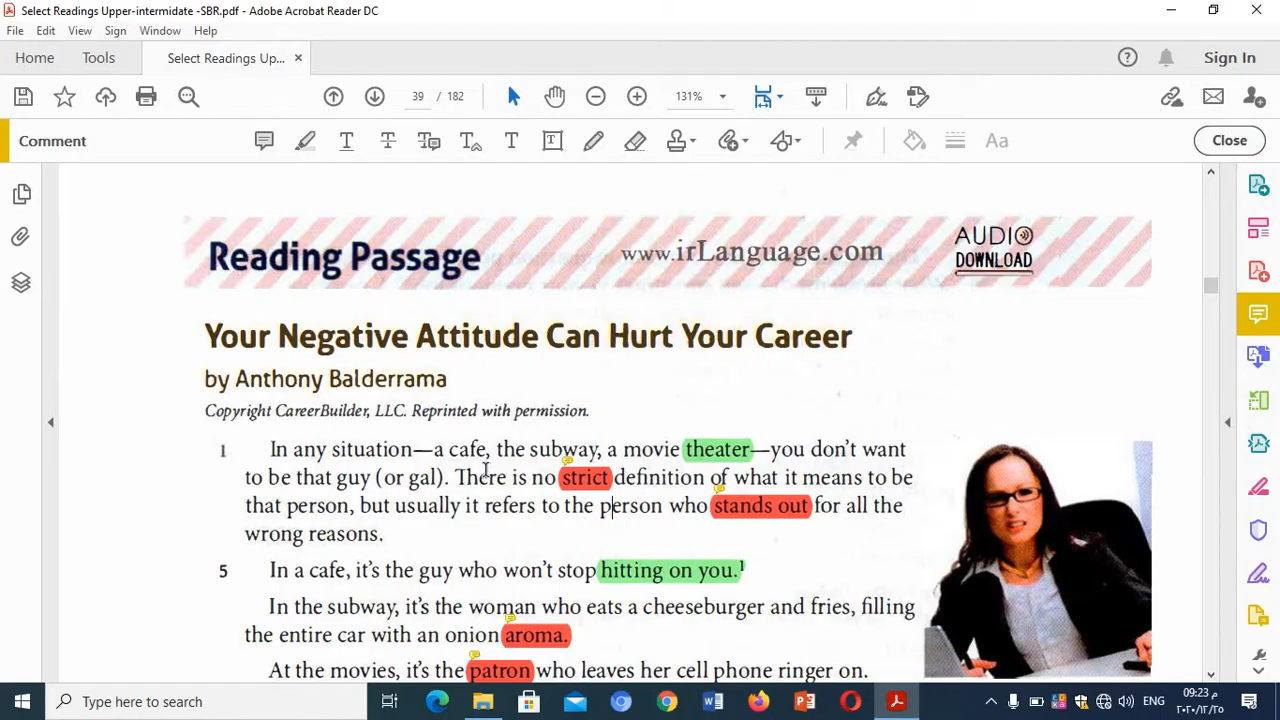 Select Readings Upper-intermidate -SBR.pdf - Adobe Acrobat Reader DC
File Edit View Sign Window Help
Home Tools Select Readings Up... × Sign In
39 / 182 131%
Comment Close
Reading Passage www.irLanguage.com AUDIO
DOWNLOAD
Your Negative Attitude Can Hurt Your Career
by Anthony Balderrama
Copyright CareerBuilder, LLC. Reprinted with permission.
1 In any situation—a cafe, the subway, a movie theater—you don't want
to be that guy (or gal). There is no strict definition of what it means to be
that person, but usually it refers to the person who stands out for all the
wrong reasons.
5 In a cafe, it's the guy who won't stop hitting on you.¹
In the subway, it's the woman who eats a cheeseburger and fries, filling
the entire car with an onion aroma.
At the movies, it's the patron who leaves her cell phone ringer on.
Type here to search ENG 09:23 م
٢٠٢٠/١٢/٢٥